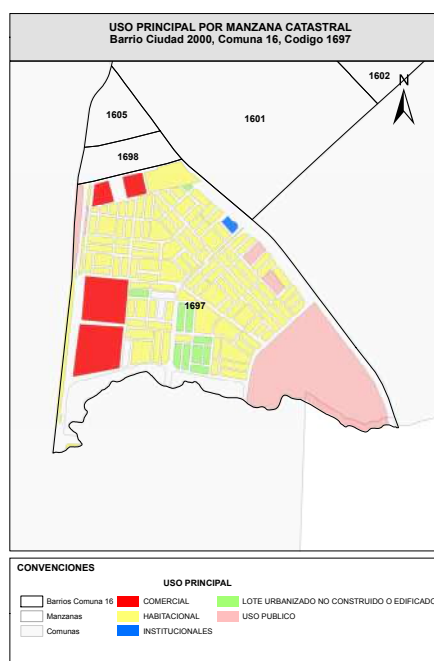 USO PRINCIPAL POR MANZANA CATASTRAL
Barrio Ciudad 2000, Comuna 16, Codigo 1697
1602
N
1605
1601
1698
1697
CONVENCIONES
USO PRINCIPAL
Barrios Comuna 16
COMERCIAL
LOTE URBANIZADO NO CONSTRUIDO O EDIFICADO
Manzanas
HABITACIONAL
USO PUBLICO
Comunas
INSTITUCIONALES